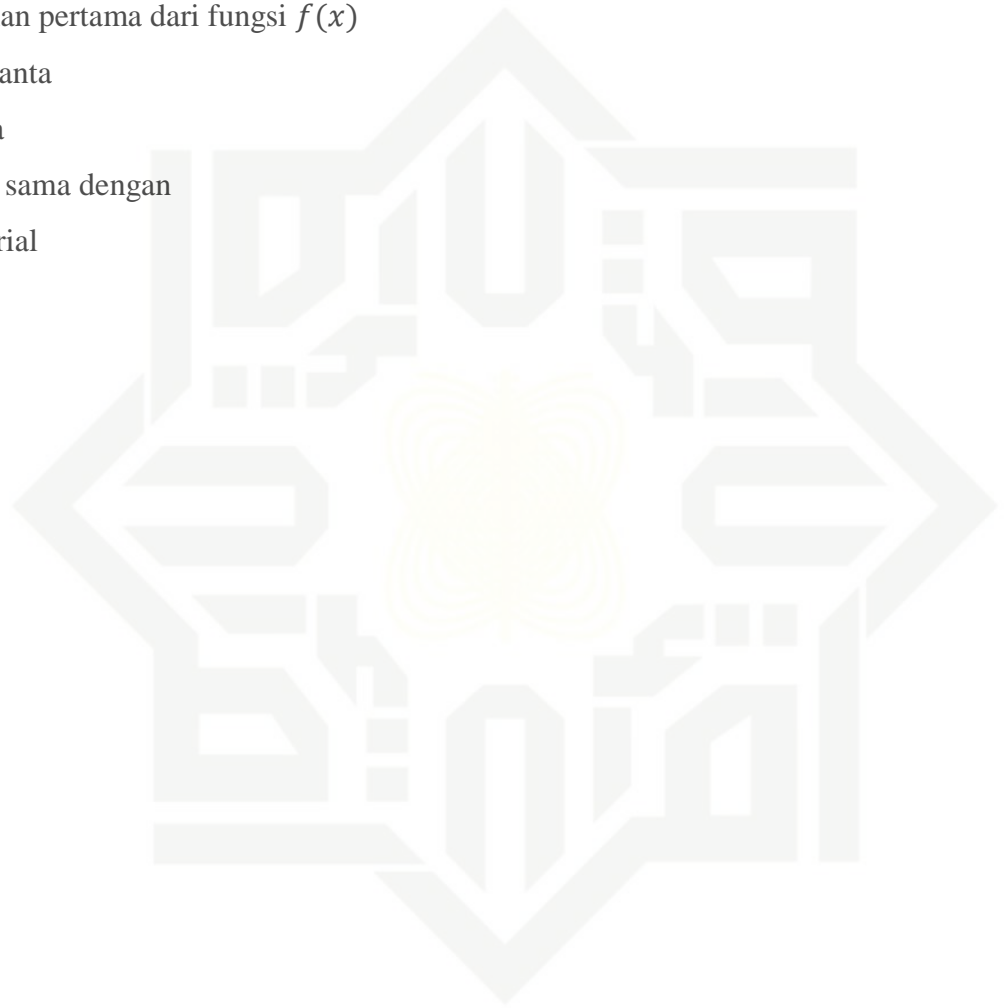 an pertama dari fungsi 𝑓(𝑥)
anta
a
sama dengan
rial